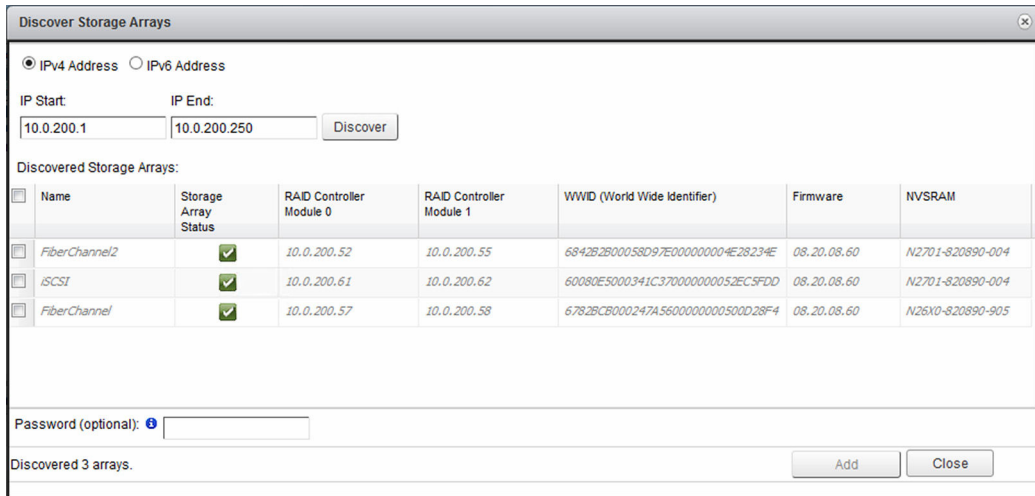 Discover Storage Arrays
IPv4 Address IPv6 Address
IP Start: IP End:
10.0.200.1 10.0.200.250 Discover
Discovered Storage Arrays:
Name Storage Array Status RAID Controller Module 0 RAID Controller Module 1 WWID (World Wide Identifier) Firmware NVSRAM
FiberChannel2 10.0.200.52 10.0.200.55 6842B2B00058D97E000000004E28234E 08.20.08.60 N2701-820890-004
iSCSI 10.0.200.61 10.0.200.62 60080E5000341C370000000052EC5FDD 08.20.08.60 N2701-820890-004
FiberChannel 10.0.200.57 10.0.200.58 6782BCB000247A5600000000500D28F4 08.20.08.60 N26X0-820890-905
Password (optional):
Discovered 3 arrays. Add Close